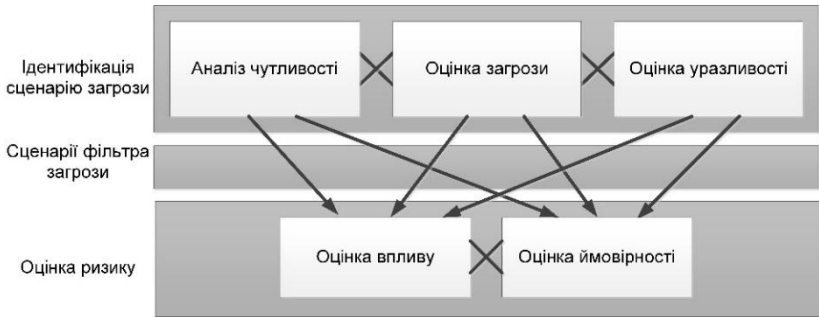 Ідентифікація
сценарію загрози
Аналіз чутливості
Оцінка загрози
Оцінка уразливості
Сценарії фільтра
загрози
Оцінка ризику
Оцінка впливу
Оцінка ймовірності